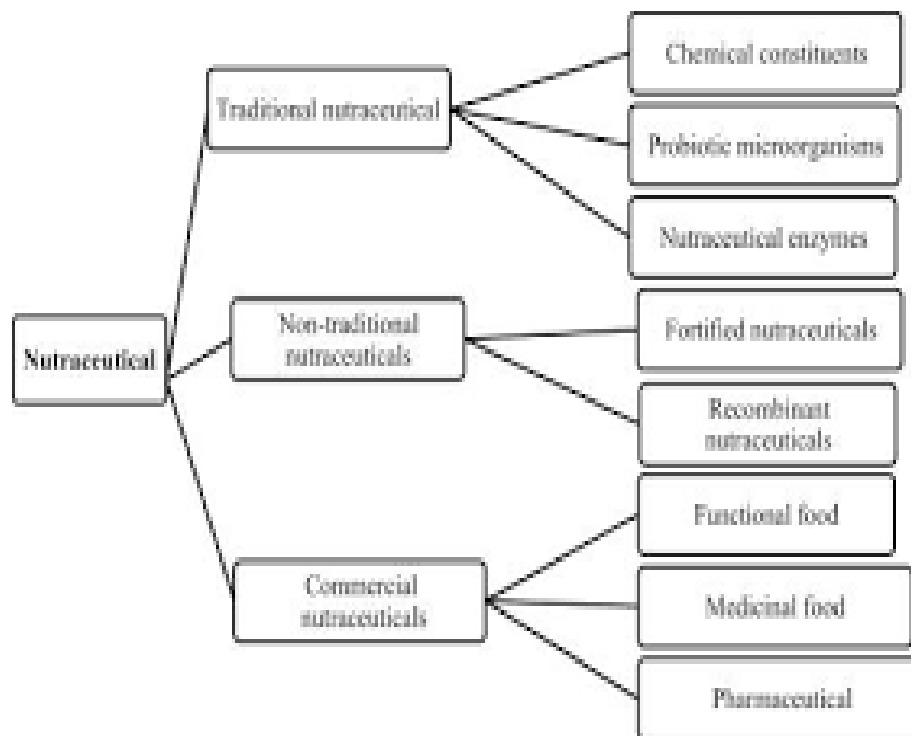 Chemical constituents
Traditional nutraceutical
Probiotic microorganisms
Nutraceutical enzymes
Nutraceutical
Non-traditional
nutraceuticals
Fortified nutraceuticals
Recombinant
nutraceuticals
Functional food
Commercial
nutraceuticals
Medicinal food
Pharmaceutical